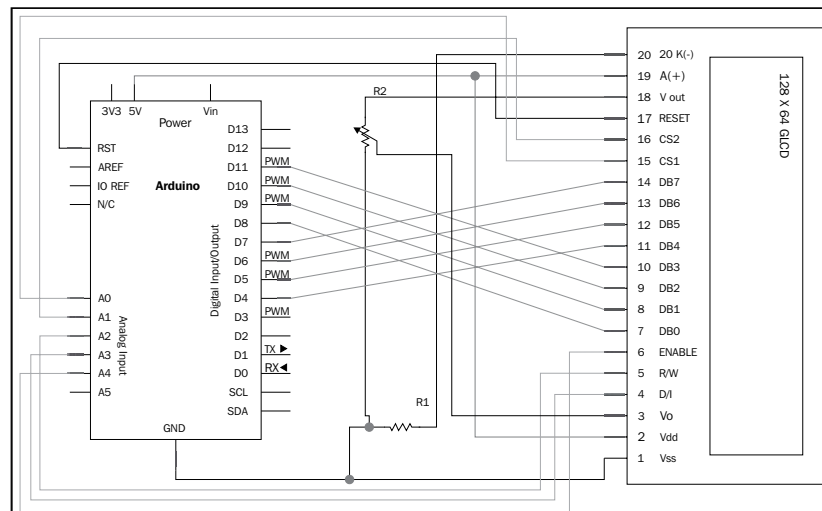 3V3 5V Vin
Power
Arduino
RST
AREF
IO REF
N/C
A0
A1
A2
A3
A4
A5
Analog Input
GND
Digital Input/Output
D13
D12
D11 PWM
D10 PWM
D9 PWM
D8
D7
D6 PWM
D5 PWM
D4
D3 PWM
D2
D1 TX
D0 RX
SCL
SDA
R2
R1
20 20 K(-)
19 A(+)
18 V out
17 RESET
16 CS2
15 CS1
14 DB7
13 DB6
12 DB5
11 DB4
10 DB3
9 DB2
8 DB1
7 DB0
6 ENABLE
5 R/W
4 D/I
3 Vo
2 Vdd
1 Vss
128 X 64 GLCD